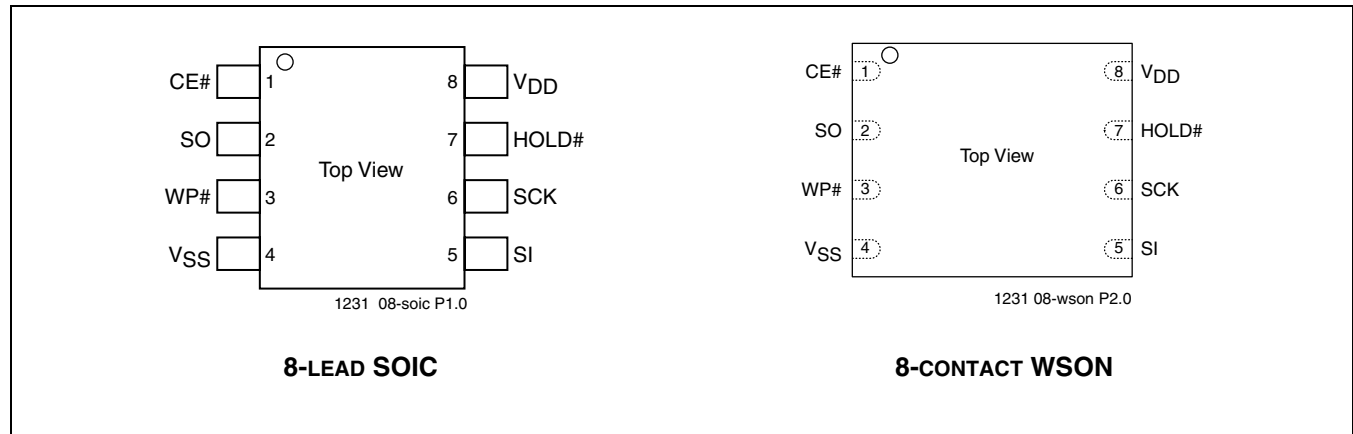 CE# 1 8 VDD
SO 2 7 HOLD#
Top View
WP# 3 6 SCK
VSS 4 5 SI
1231 08-soic P1.0
8-LEAD SOIC
CE# 1 8 VDD
SO 2 7 HOLD#
Top View
WP# 3 6 SCK
VSS 4 5 SI
1231 08-wson P2.0
8-CONTACT WSON